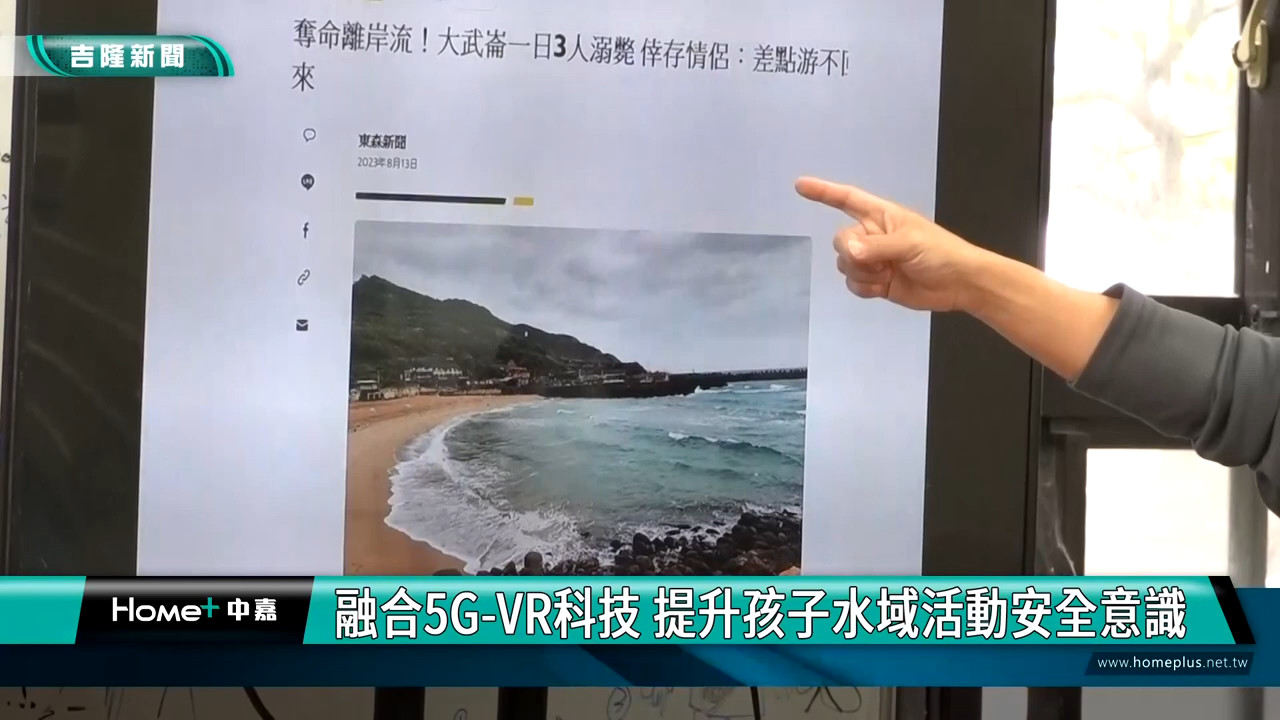 奪命離岸流！大武崙一日3人溺斃 倖存情侶：差點游不回
來
吉隆新聞
東森新聞
2023年8月13日
LINE
f
Home+中嘉
融合5G-VR科技 提升孩子水域活動安全意識
www.homeplus.net.tw